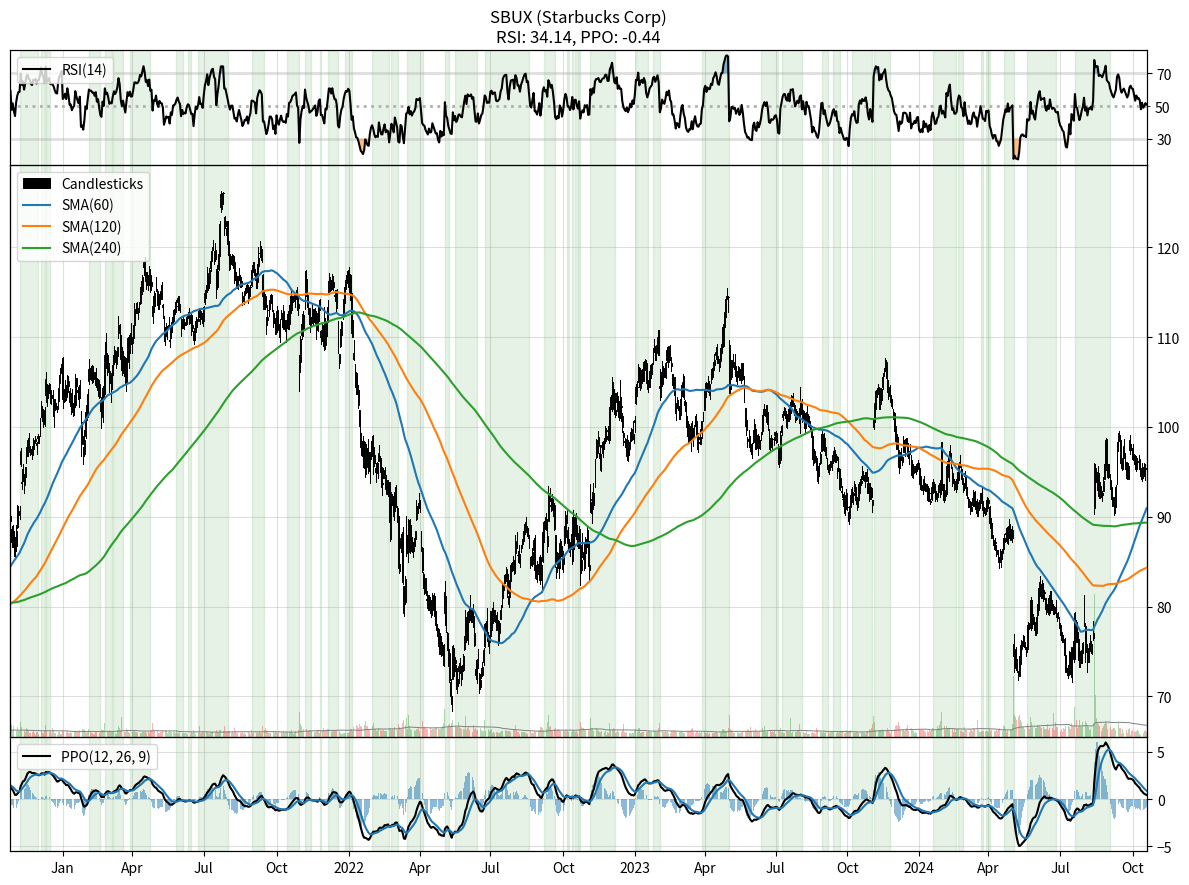 SBUX (Starbucks Corp)
RSI: 34.14, PPO: -0.44
RSI(14)
70
50
30
Candlesticks
SMA(60)
SMA(120)
SMA(240)
120
110
100
90
80
70
PPO(12, 26, 9)
5
0
−5
Jan Apr Jul Oct 2022 Apr Jul Oct 2023 Apr Jul Oct 2024 Apr Jul Oct